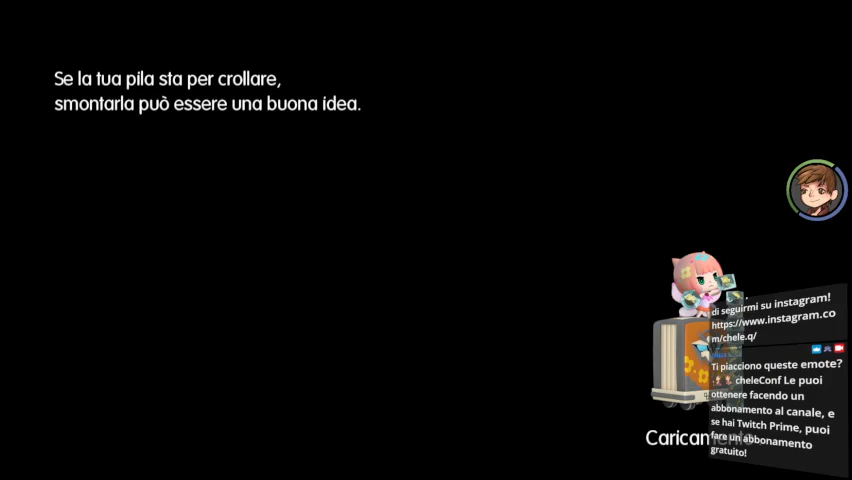 Se la tua pila sta per crollare,
smontarla può essere una buona idea.
di seguirmi su instagram!
https://www.instagram.co
m/chele.q/
Ti piacciono queste emote?
cheleConf Le puoi
ottenere facendo un
abbonamento al canale, e
se hai Twitch Prime, puoi
fare un abbonamento
gratuito!
Caricamento